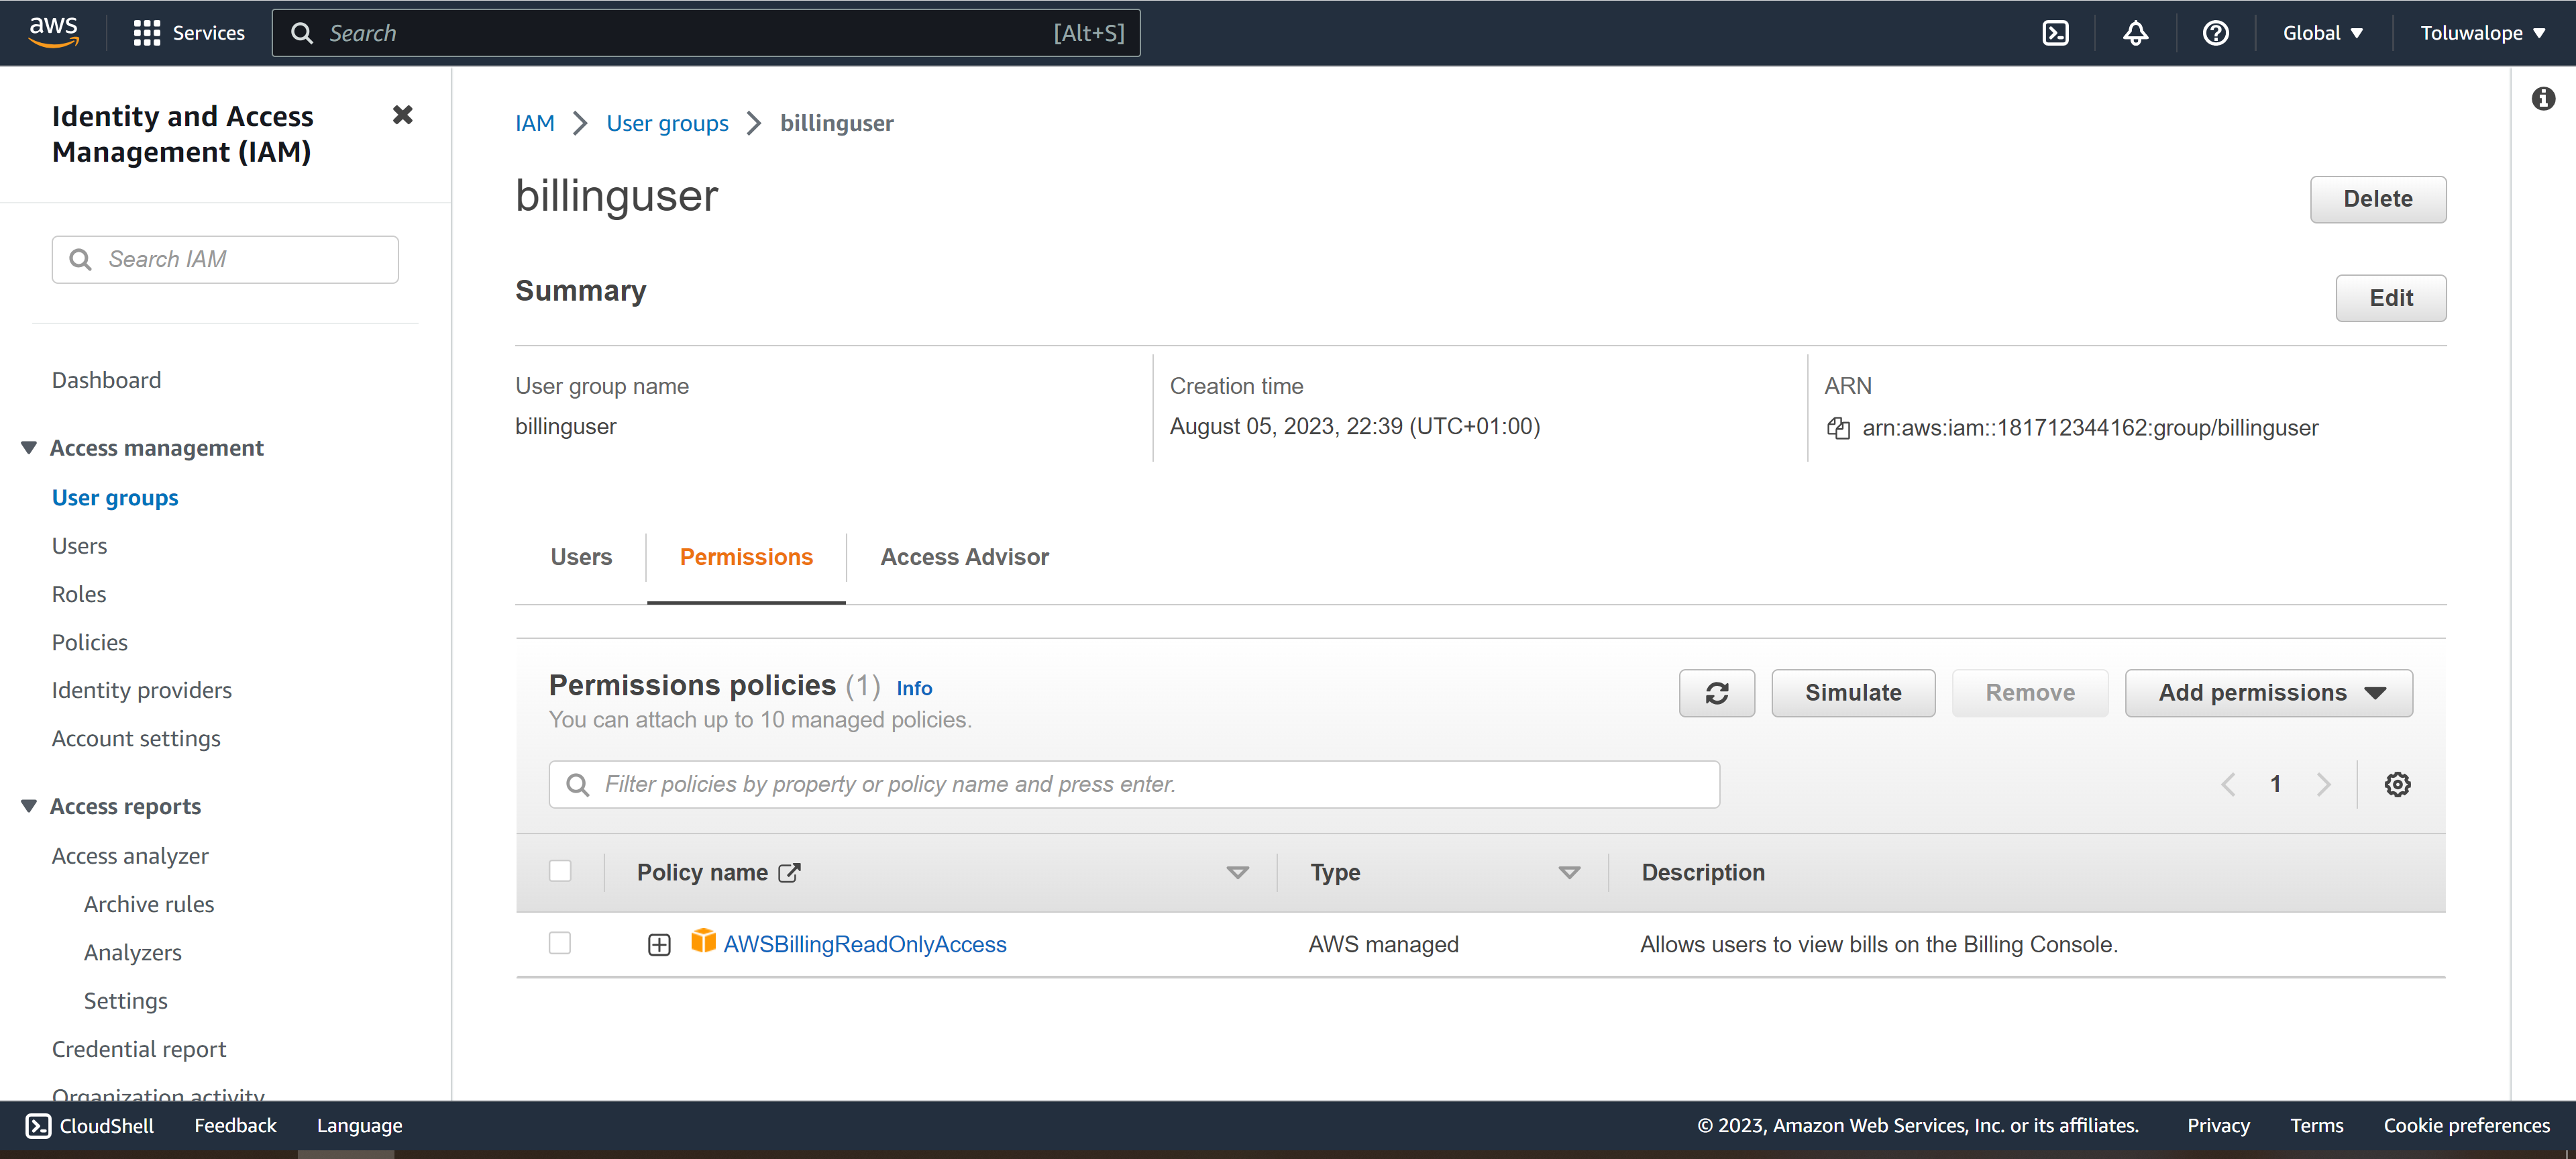 aws
Services
Search
[Alt+S]
Global
Toluwalope
Identity and Access
Management (IAM)
Search IAM
Dashboard
Access management
User groups
Users
Roles
Policies
Identity providers
Account settings
Access reports
Access analyzer
Archive rules
Analyzers
Settings
Credential report
Organization activity
IAM
User groups
billinguser
billinguser
Delete
Summary
Edit
User group name
billinguser
Creation time
August 05, 2023, 22:39 (UTC+01:00)
ARN
arn:aws:iam::181712344162:group/billinguser
Users
Permissions
Access Advisor
Permissions policies (1) Info
You can attach up to 10 managed policies.
Simulate
Remove
Add permissions
Filter policies by property or policy name and press enter.
1
Policy name
Type
Description
AWSBillingReadOnlyAccess
AWS managed
Allows users to view bills on the Billing Console.
CloudShell
Feedback
Language
© 2023, Amazon Web Services, Inc. or its affiliates.
Privacy
Terms
Cookie preferences